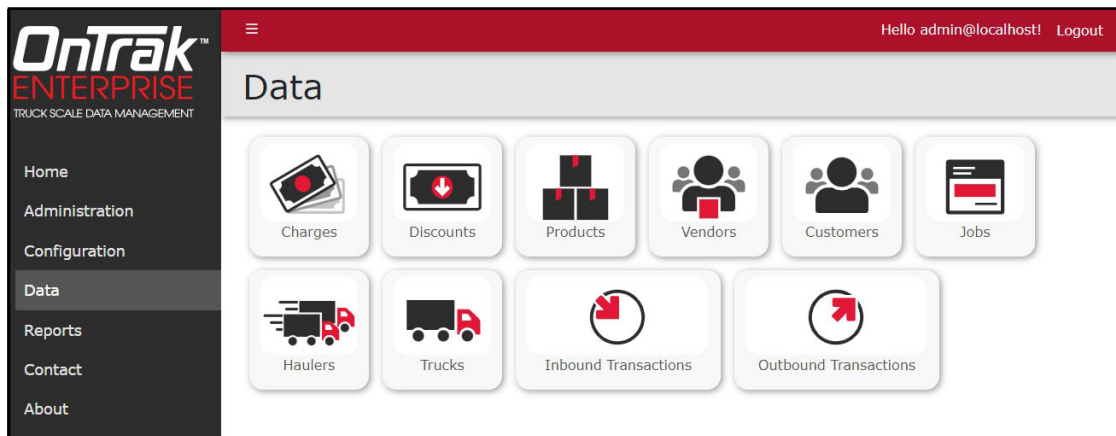 OnTrak™
ENTERPRISE
TRUCK SCALE DATA MANAGEMENT
Home
Administration
Configuration
Data
Reports
Contact
About
☰ Hello admin@localhost! Logout
Data
Charges Discounts Products Vendors Customers Jobs
Haulers Trucks Inbound Transactions Outbound Transactions